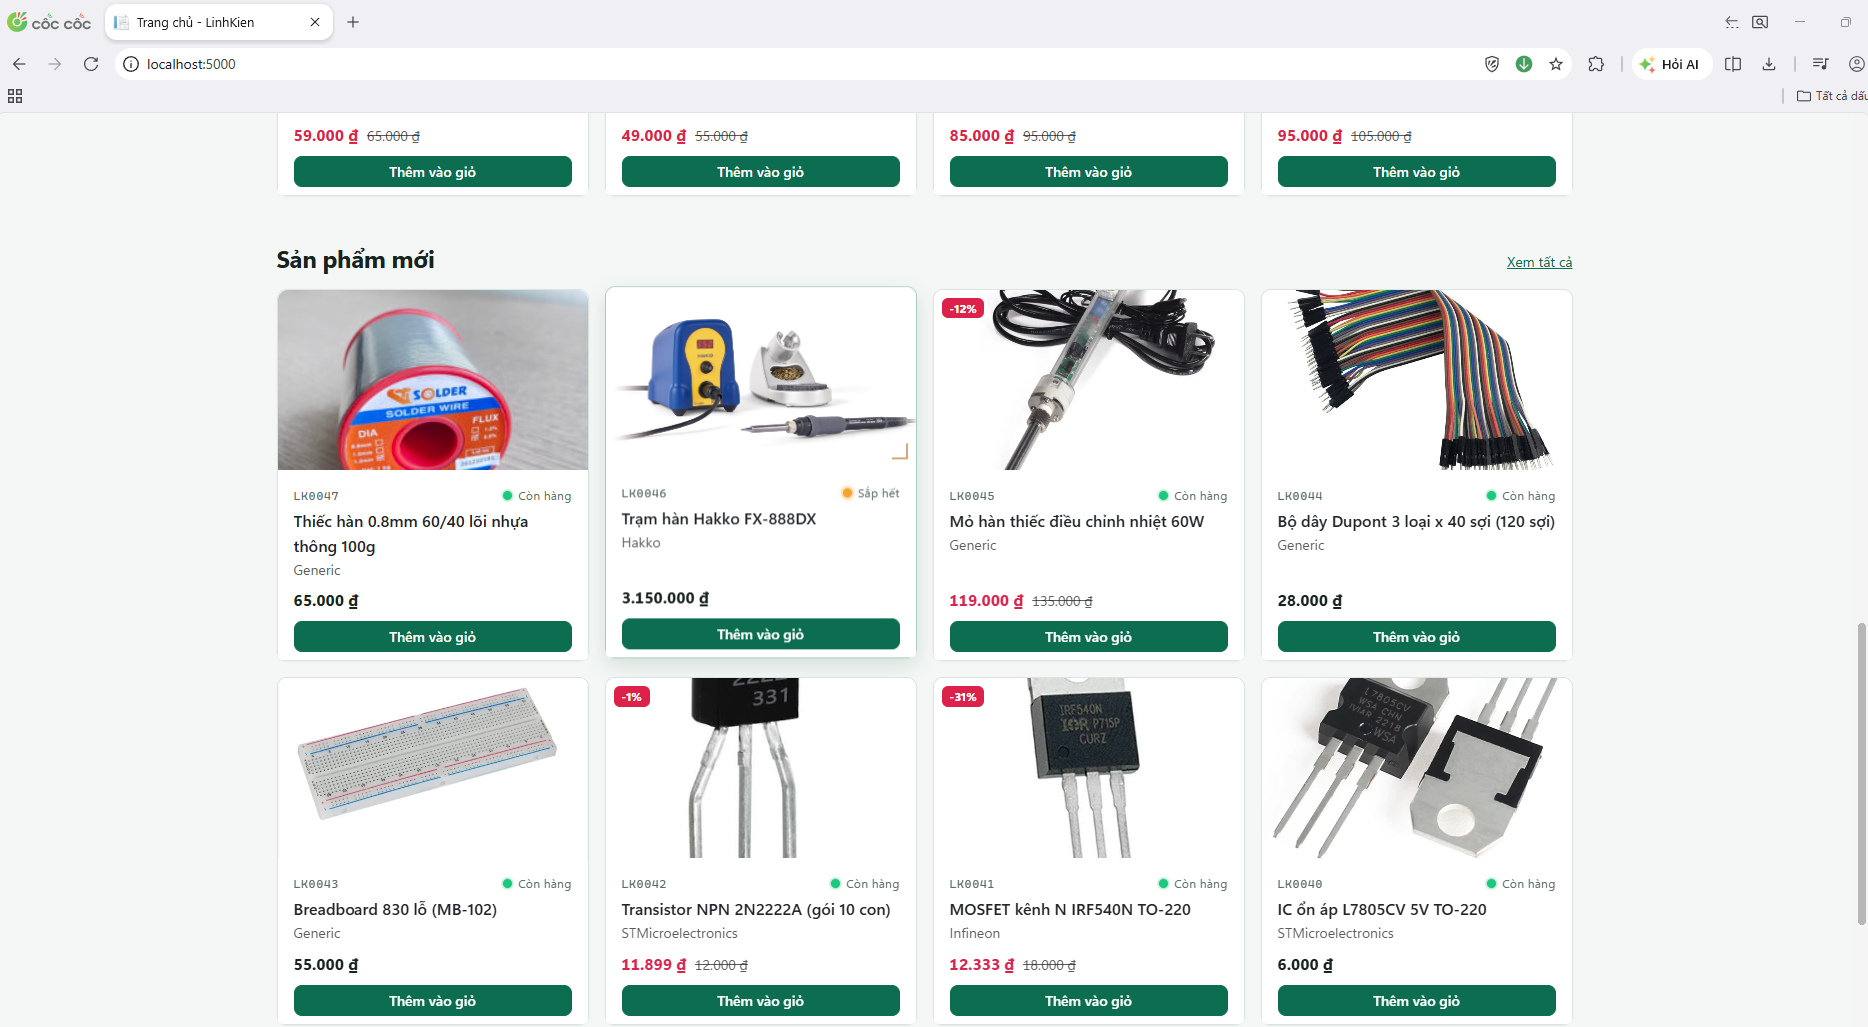 cốc cốc
Trang chủ - LinhKien
localhost:5000
Hỏi AI
Tất cả dấu
59.000 ₫ 65.000 ₫
49.000 ₫ 55.000 ₫
85.000 ₫ 95.000 ₫
95.000 ₫ 105.000 ₫
Thêm vào giỏ
Thêm vào giỏ
Thêm vào giỏ
Thêm vào giỏ
Sản phẩm mới
Xem tất cả
SOLDER
SOLDER WIRE
FLUX
DIA
LK0047
Còn hàng
Thiếc hàn 0.8mm 60/40 lõi nhựa
thông 100g
Generic
65.000 ₫
Thêm vào giỏ
LK0046
Sắp hết
Trạm hàn Hakko FX-888DX
Hakko
3.150.000 ₫
Thêm vào giỏ
-12%
LK0045
Còn hàng
Mỏ hàn thiếc điều chỉnh nhiệt 60W
Generic
119.000 ₫ 135.000 ₫
Thêm vào giỏ
LK0044
Còn hàng
Bộ dây Dupont 3 loại x 40 sợi (120 sợi)
Generic
28.000 ₫
Thêm vào giỏ
LK0043
Còn hàng
Breadboard 830 lỗ (MB-102)
Generic
55.000 ₫
Thêm vào giỏ
-1%
331
LK0042
Còn hàng
Transistor NPN 2N2222A (gói 10 con)
STMicroelectronics
11.899 ₫ 12.000 ₫
Thêm vào giỏ
-31%
IRF540N
IOR P715P
CURZ
LK0041
Còn hàng
MOSFET kênh N IRF540N TO-220
Infineon
12.333 ₫ 18.000 ₫
Thêm vào giỏ
L7805CV
WSA CHN
WSA
LK0040
Còn hàng
IC ổn áp L7805CV 5V TO-220
STMicroelectronics
6.000 ₫
Thêm vào giỏ